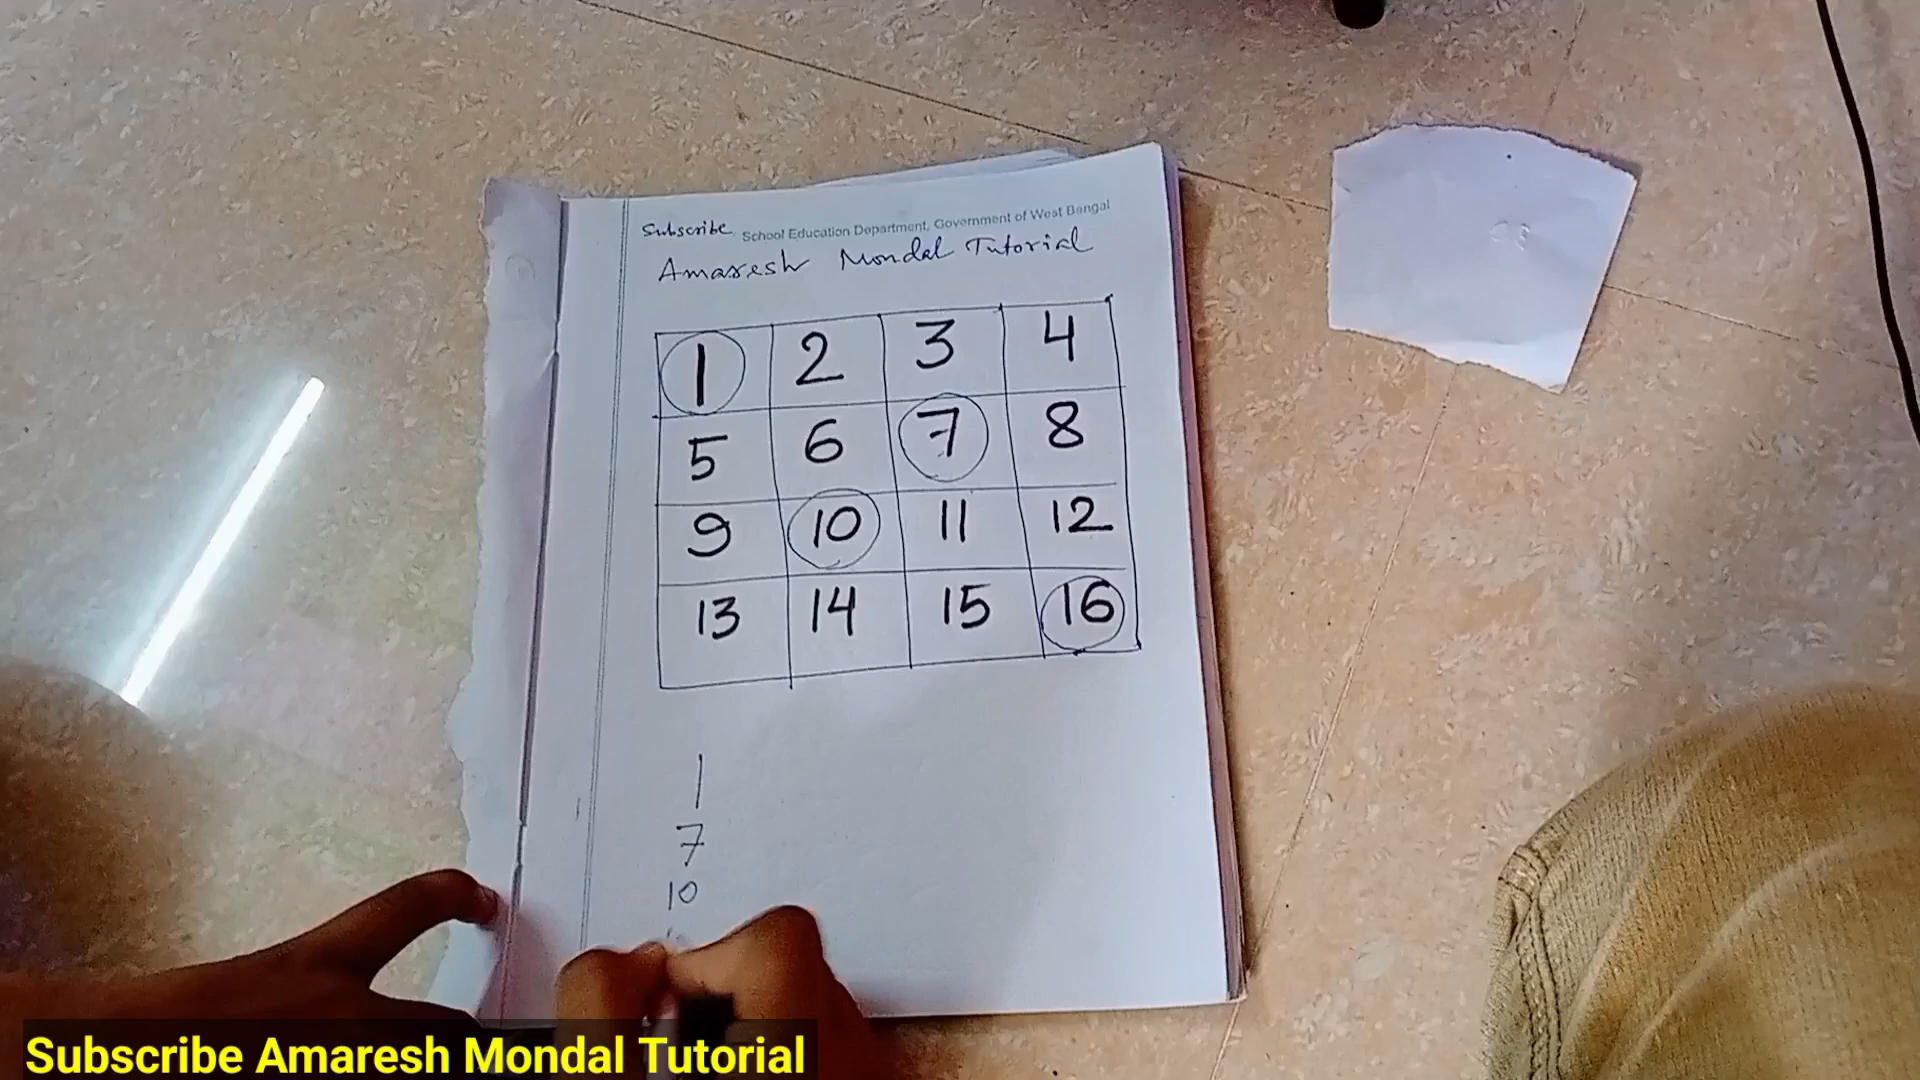 Subscribe School Education Department, Government of West Bengal
Amaresh Mondal Tutorial
1 2 3 4
5 6 7 8
9 10 11 12
13 14 15 16
1
7
10
Subscribe Amaresh Mondal Tutorial